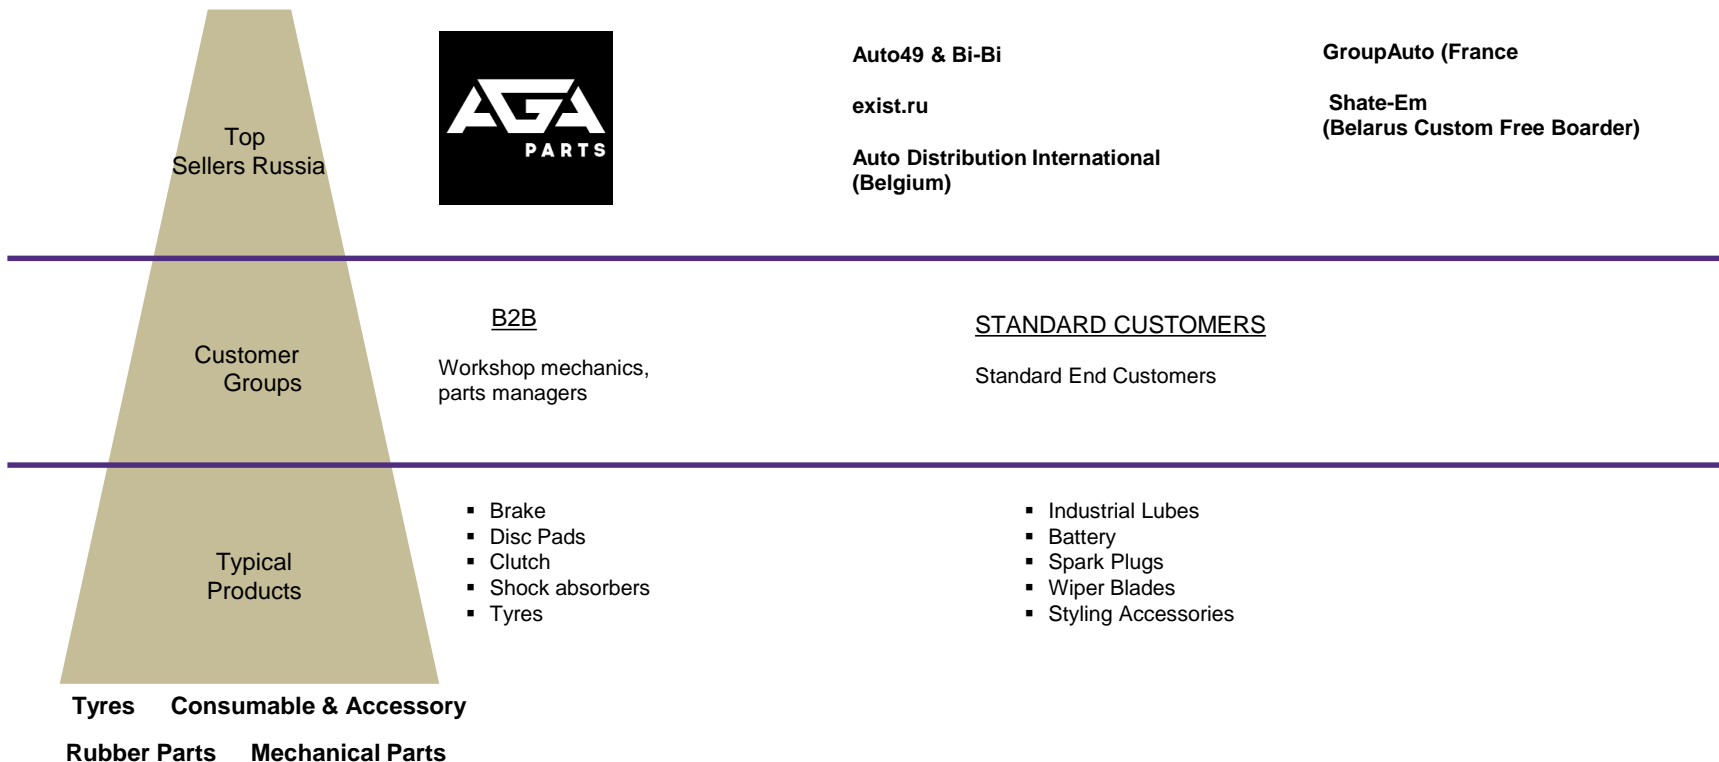 Top
Sellers Russia
AGA
PARTS
Auto49 & Bi-Bi
exist.ru
Auto Distribution International
(Belgium)
GroupAuto (France
Shate-Em
(Belarus Custom Free Boarder)
Customer
Groups
B2B
Workshop mechanics,
parts managers
STANDARD CUSTOMERS
Standard End Customers
Typical
Products
▪ Brake
▪ Disc Pads
▪ Clutch
▪ Shock absorbers
▪ Tyres
▪ Industrial Lubes
▪ Battery
▪ Spark Plugs
▪ Wiper Blades
▪ Styling Accessories
Tyres Consumable & Accessory
Rubber Parts Mechanical Parts